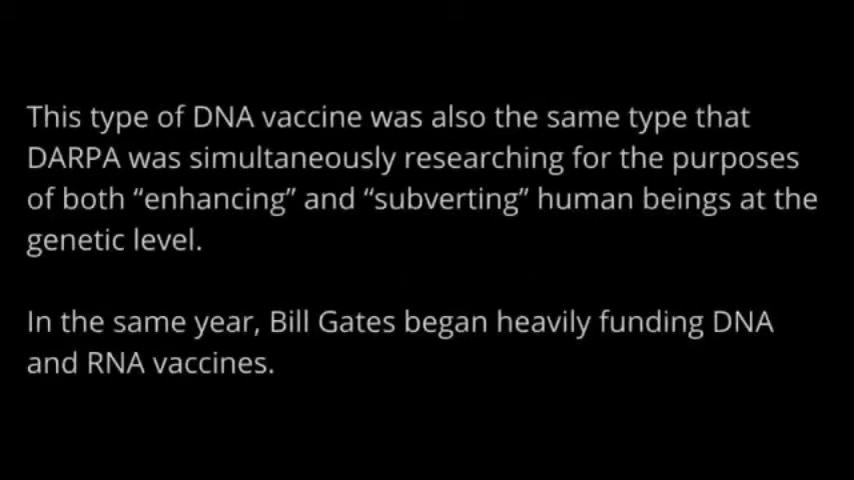 This type of DNA vaccine was also the same type that
DARPA was simultaneously researching for the purposes
of both “enhancing” and “subverting” human beings at the
genetic level.
In the same year, Bill Gates began heavily funding DNA
and RNA vaccines.